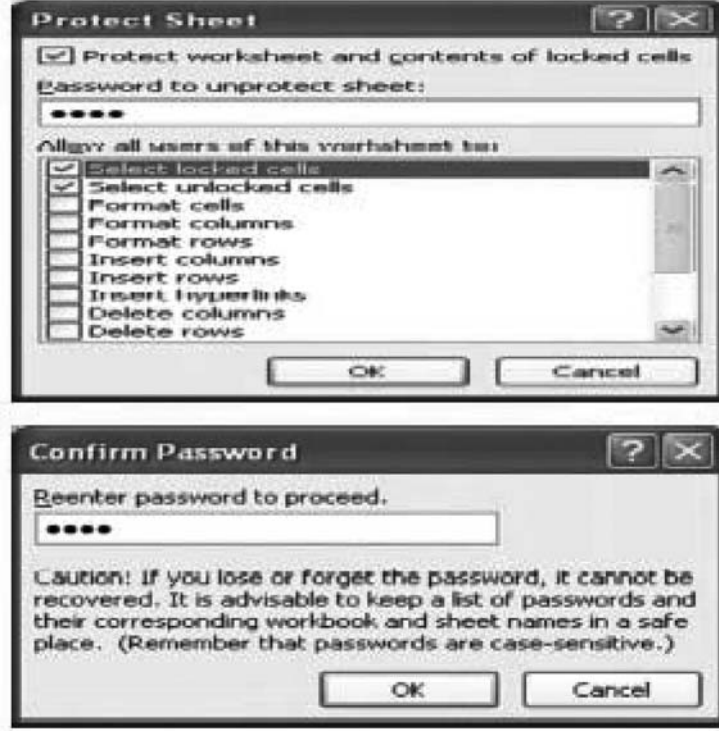 Protect Sheet
Protect worksheet and contents of locked cells
Password to unprotect sheet:
••••
Allow all users of this worksheet to:
Select locked cells
Select unlocked cells
Format cells
Format columns
Format rows
Insert columns
Insert rows
Insert hyperlinks
Delete columns
Delete rows
OK Cancel
Confirm Password
Reenter password to proceed.
••••
Caution: If you lose or forget the password, it cannot be
recovered. It is advisable to keep a list of passwords and
their corresponding workbook and sheet names in a safe
place. (Remember that passwords are case-sensitive.)
OK Cancel